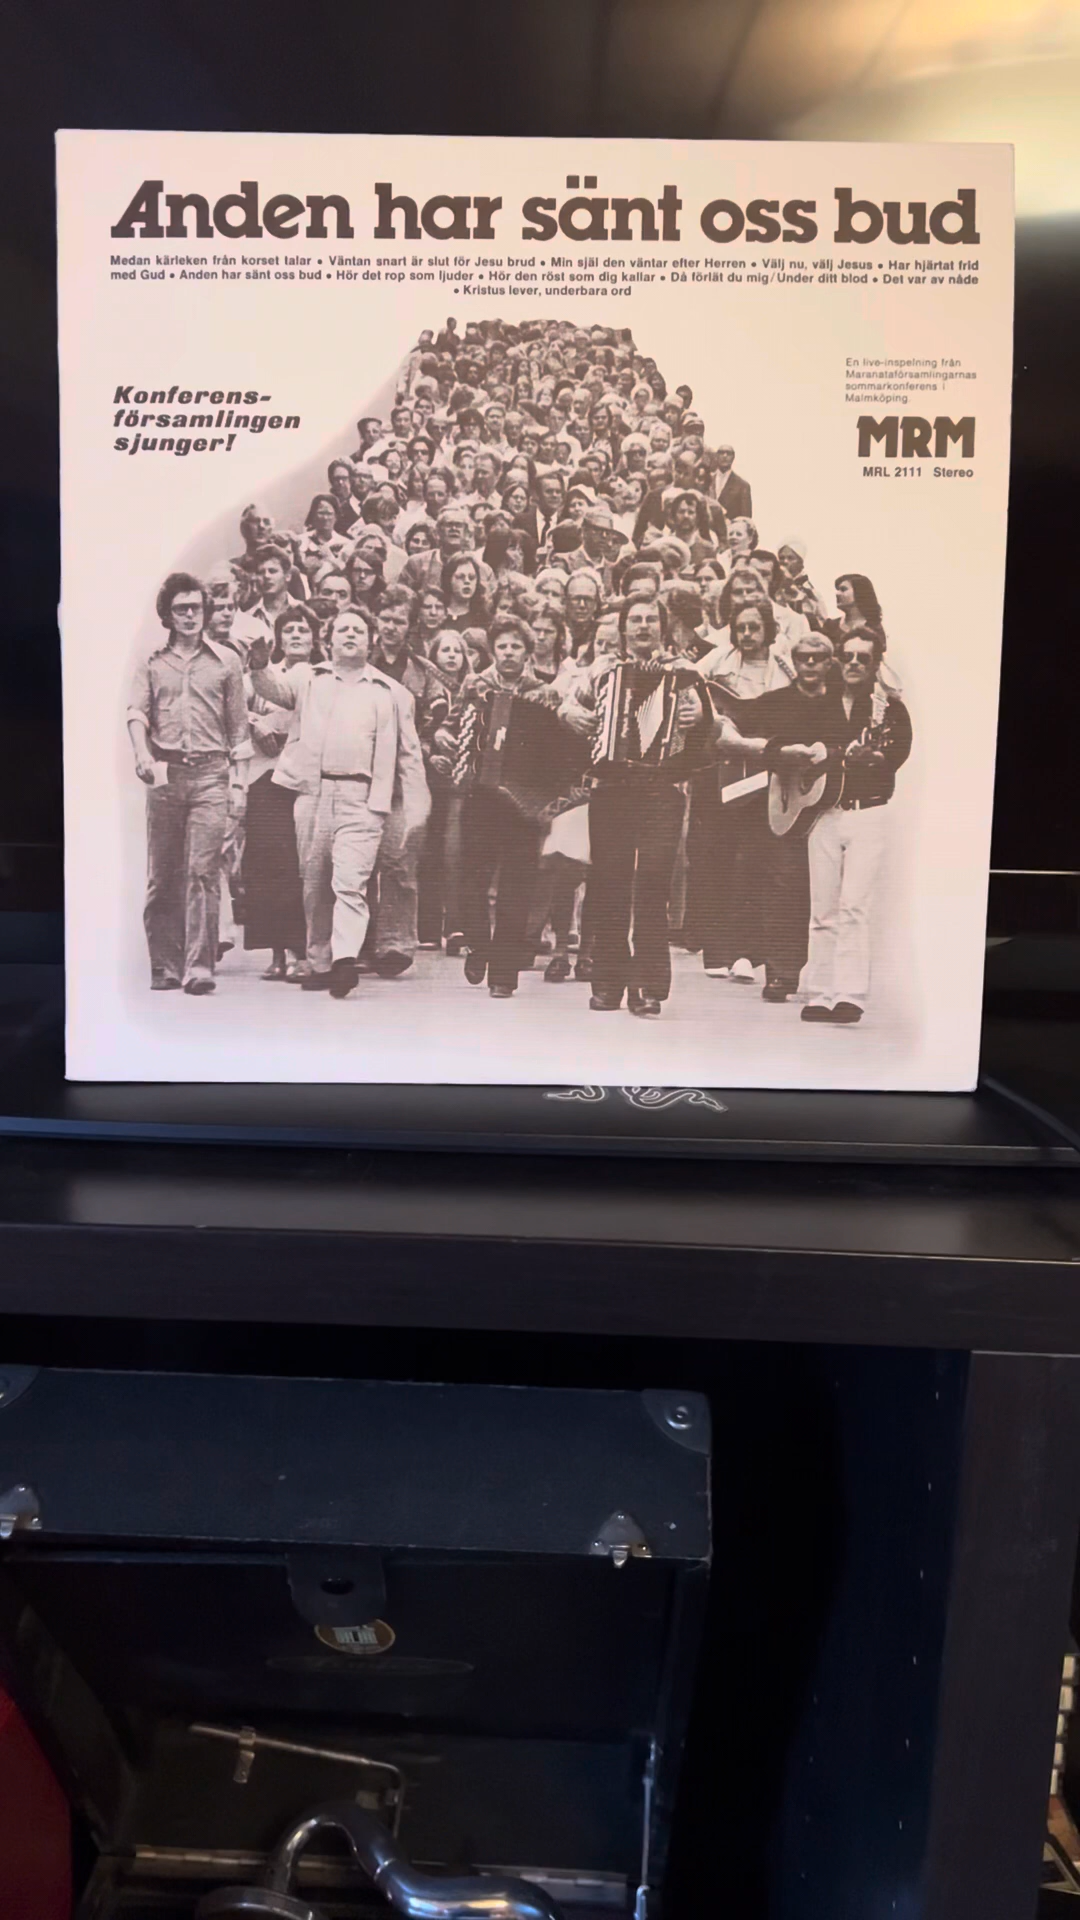 Anden har sänt oss bud
Medan kärleken från korset talar • Väntan snart är slut för Jesu brud • Min själ den väntar efter Herren • Välj nu, välj Jesus • Har hjärtat frid
med Gud • Anden har sänt oss bud • Hör det rop som ljuder • Hör den röst som dig kallar • Då förlät du mig/Under ditt blod • Det var av nåde
• Kristus lever, underbara ord
Konferens-
församlingen
sjunger!
En live-inspelning från
Maranataförsamlingarnas
sommarkonferens i
Malmköping.
MRM
MRL 2111 Stereo